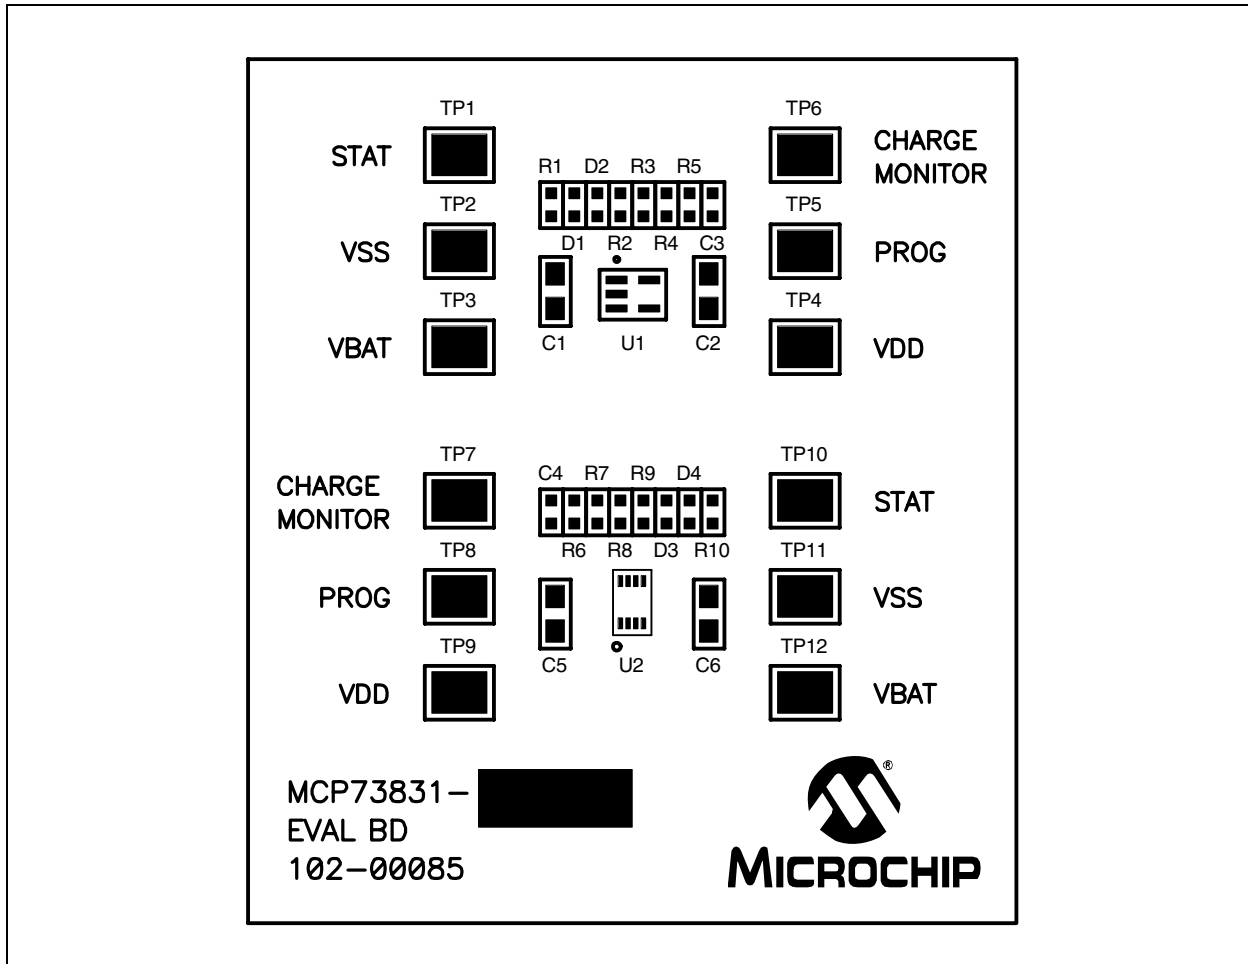 TP1 TP6
STAT CHARGE
MONITOR
R1 D2 R3 R5
TP2 TP5
VSS D1 R2 R4 C3 PROG
TP3 TP4
VBAT C1 U1 C2 VDD
TP7 TP10
C4 R7 R9 D4
CHARGE
MONITOR STAT
TP8 R6 R8 D3 R10 TP11
PROG VSS
TP9 TP12
C5 U2 C6
VDD VBAT
MCP73831-
EVAL BD
102-00085
®
MICROCHIP